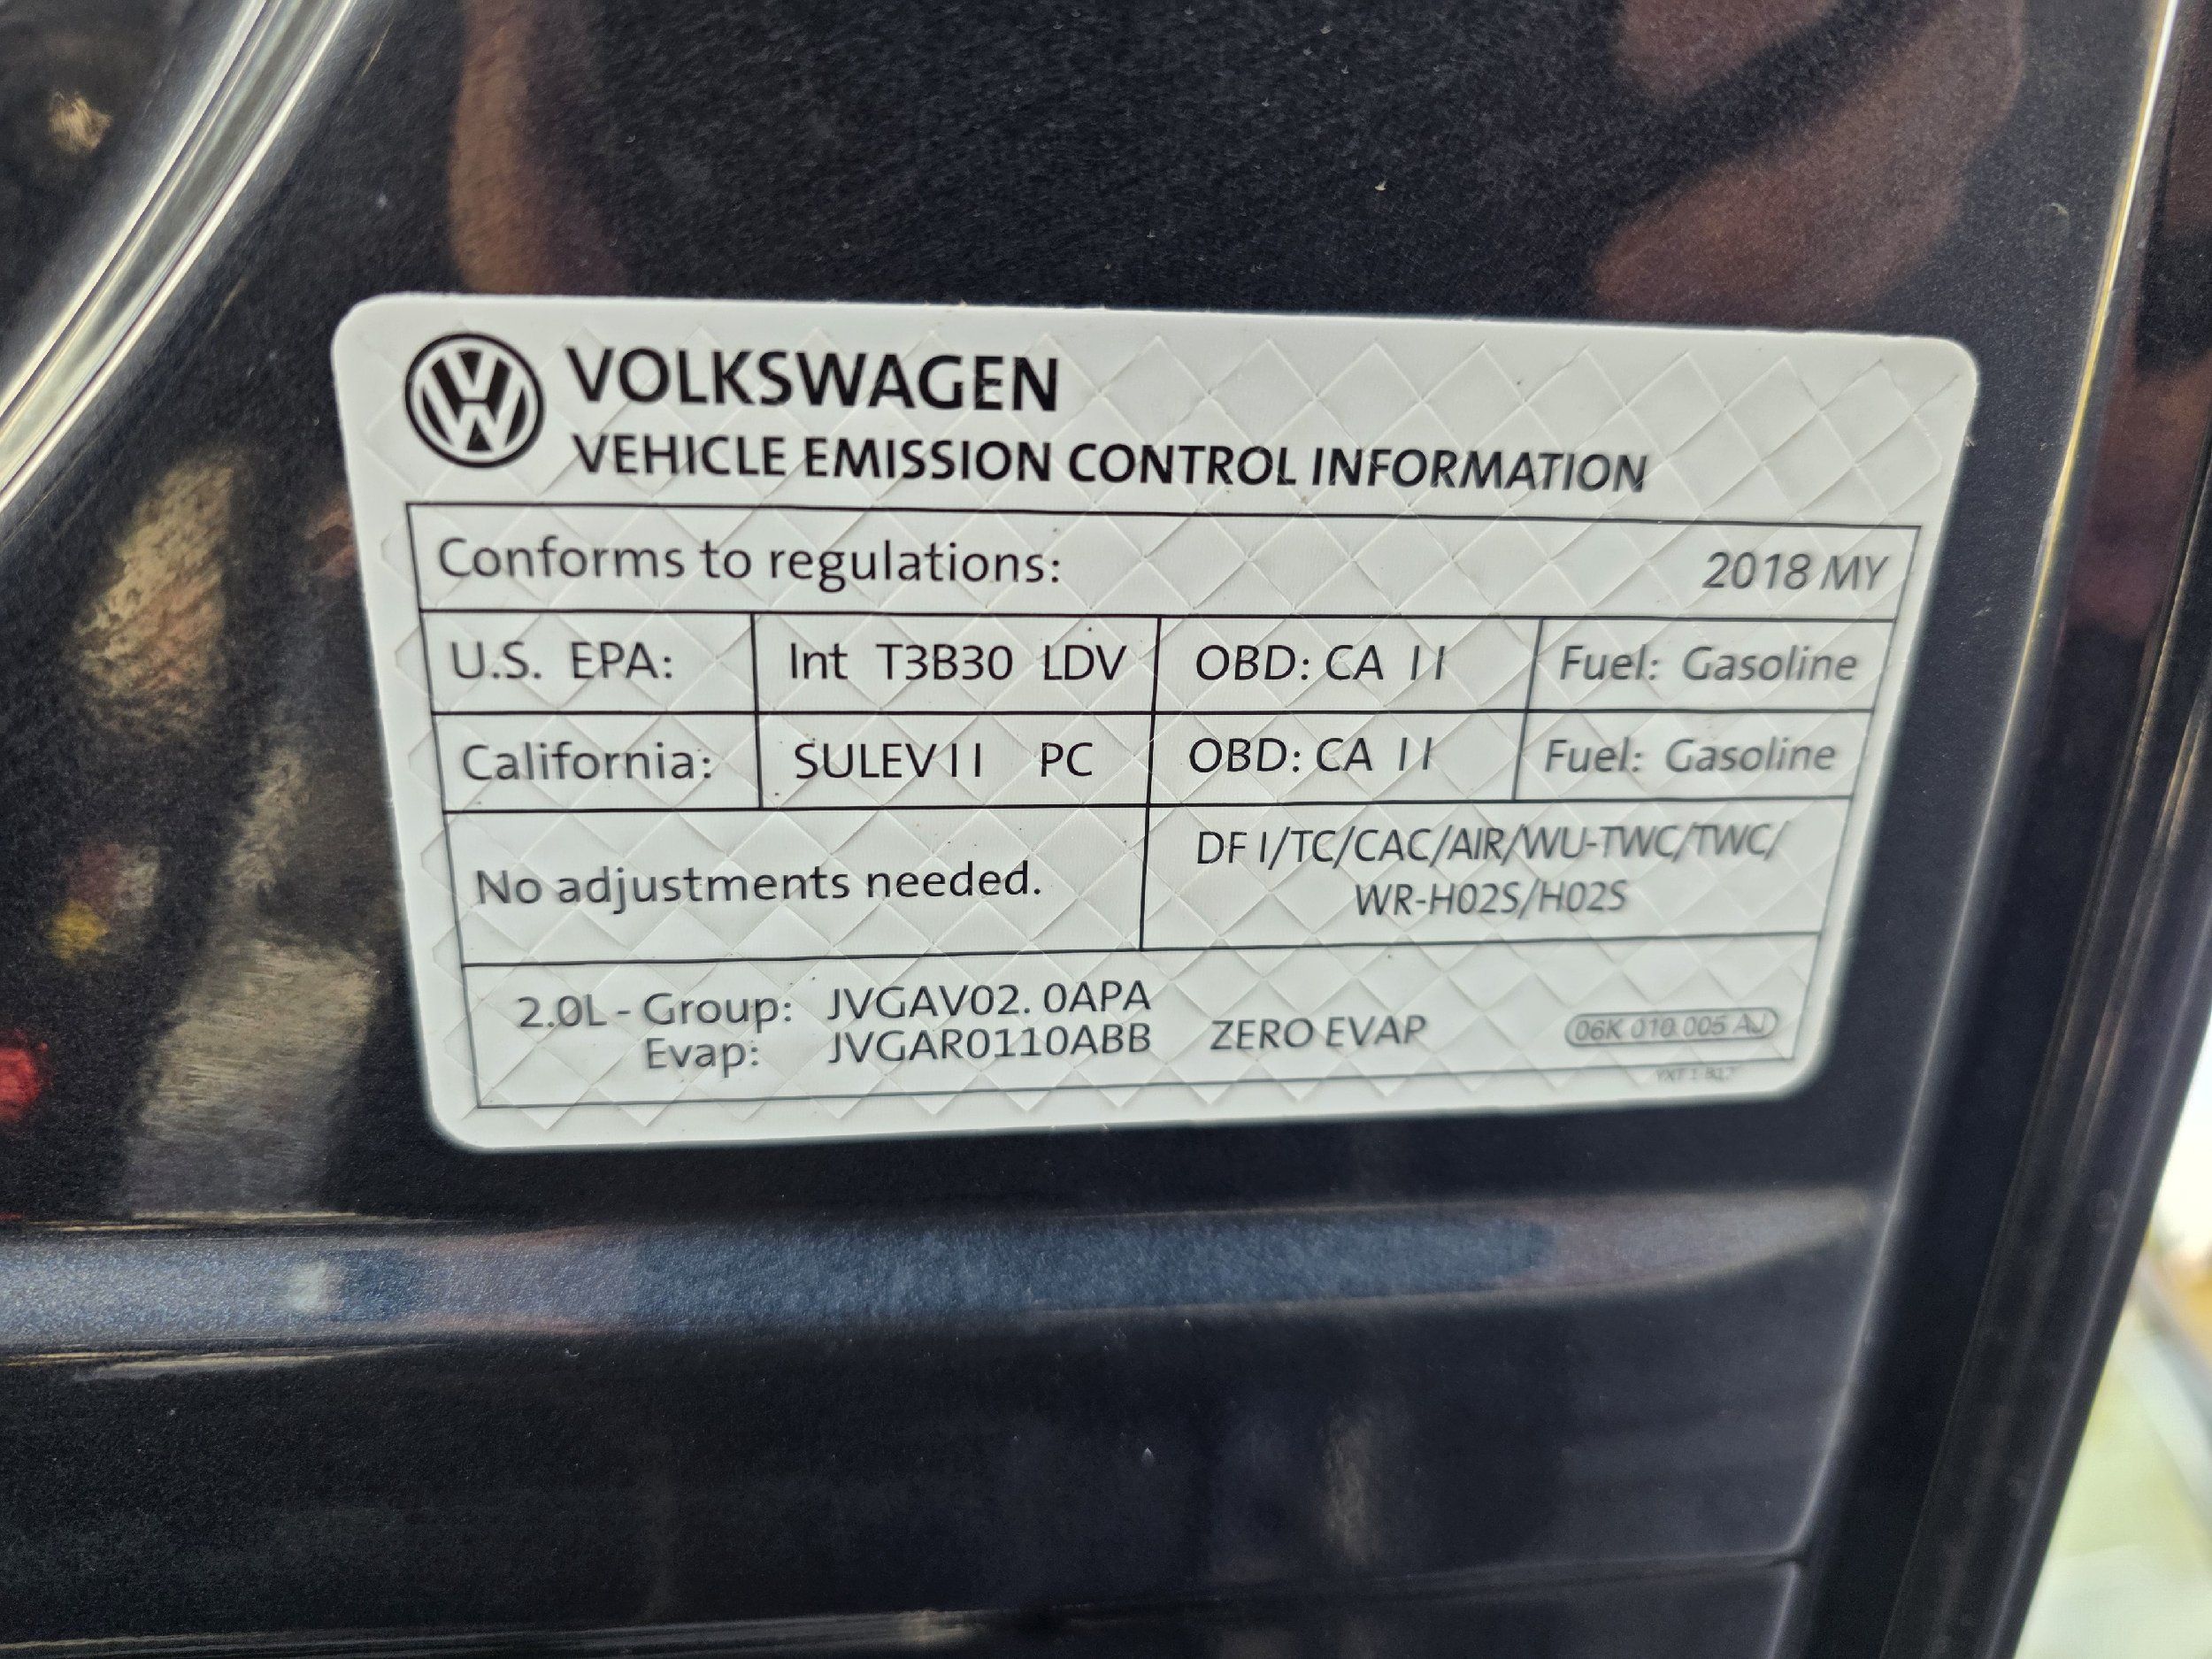 VOLKSWAGEN
VEHICLE EMISSION CONTROL INFORMATION
Conforms to regulations: 2018 MY
U.S. EPA: Int T3B30 LDV OBD: CA II Fuel: Gasoline
California: SULEVII PC OBD: CA II Fuel: Gasoline
No adjustments needed.
DFI/TC/CAC/AIR/WU-TWC/TWC/
WR-HO2S/HO2S
2.0L - Group: JVGAV02.0APA
Evap: JVGAR0110ABB ZERO EVAP 06K 010 005 AJ